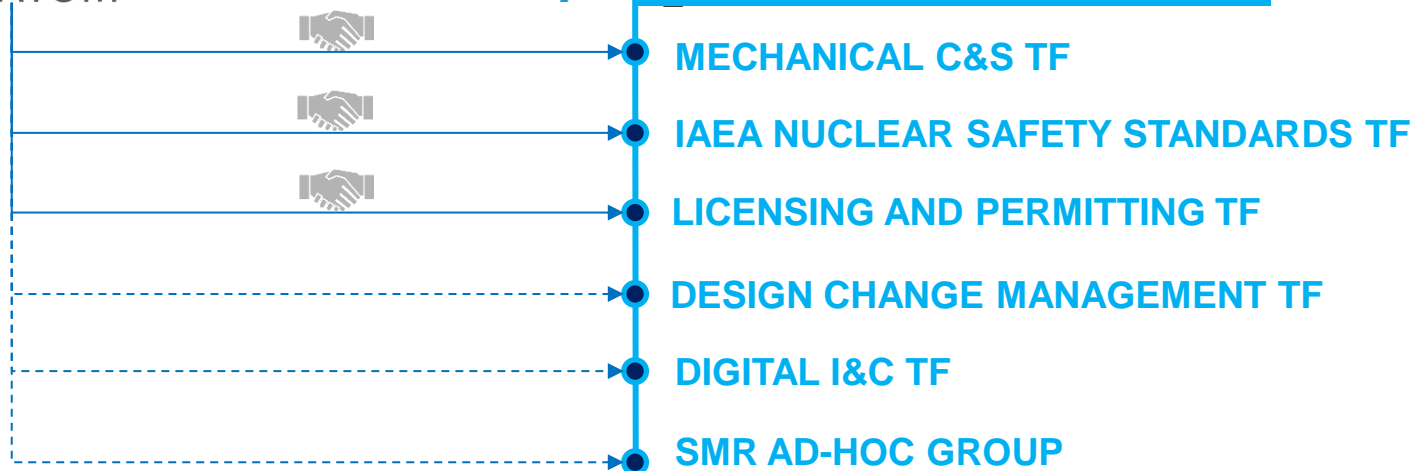 MECHANICAL C&S TF
IAEA NUCLEAR SAFETY STANDARDS TF
LICENSING AND PERMITTING TF
DESIGN CHANGE MANAGEMENT TF
DIGITAL I&C TF
SMR AD-HOC GROUP